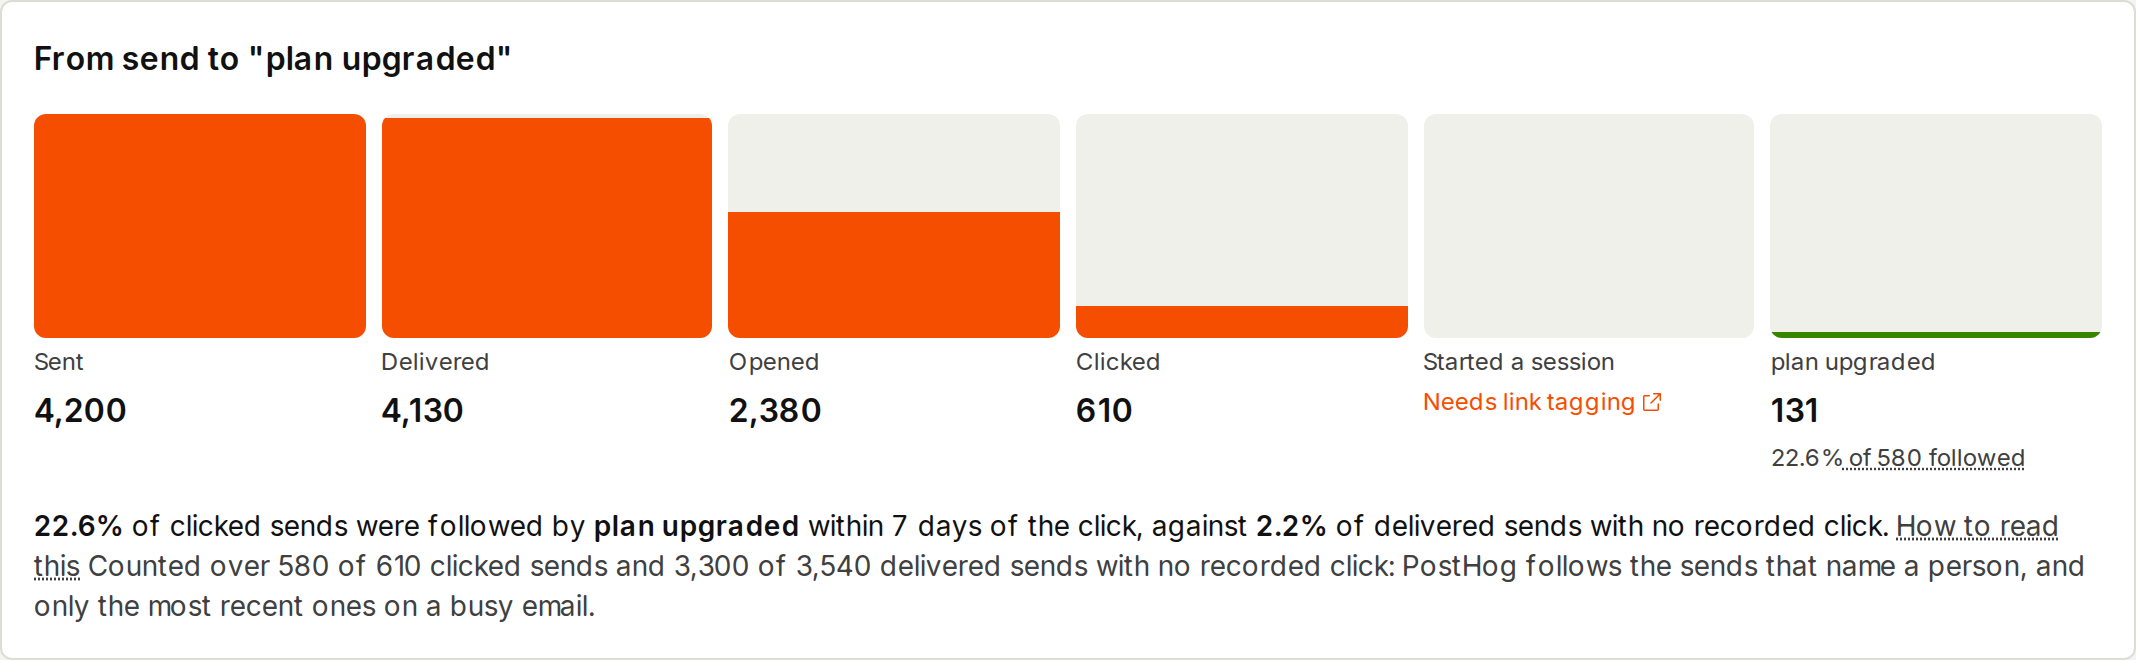 From send to "plan upgraded"
Sent
4,200
Delivered
4,130
Opened
2,380
Clicked
610
Started a session
Needs link tagging
plan upgraded
131
22.6% of 580 followed
22.6% of clicked sends were followed by plan upgraded within 7 days of the click, against 2.2% of delivered sends with no recorded click. How to read
this Counted over 580 of 610 clicked sends and 3,300 of 3,540 delivered sends with no recorded click: PostHog follows the sends that name a person, and
only the most recent ones on a busy email.